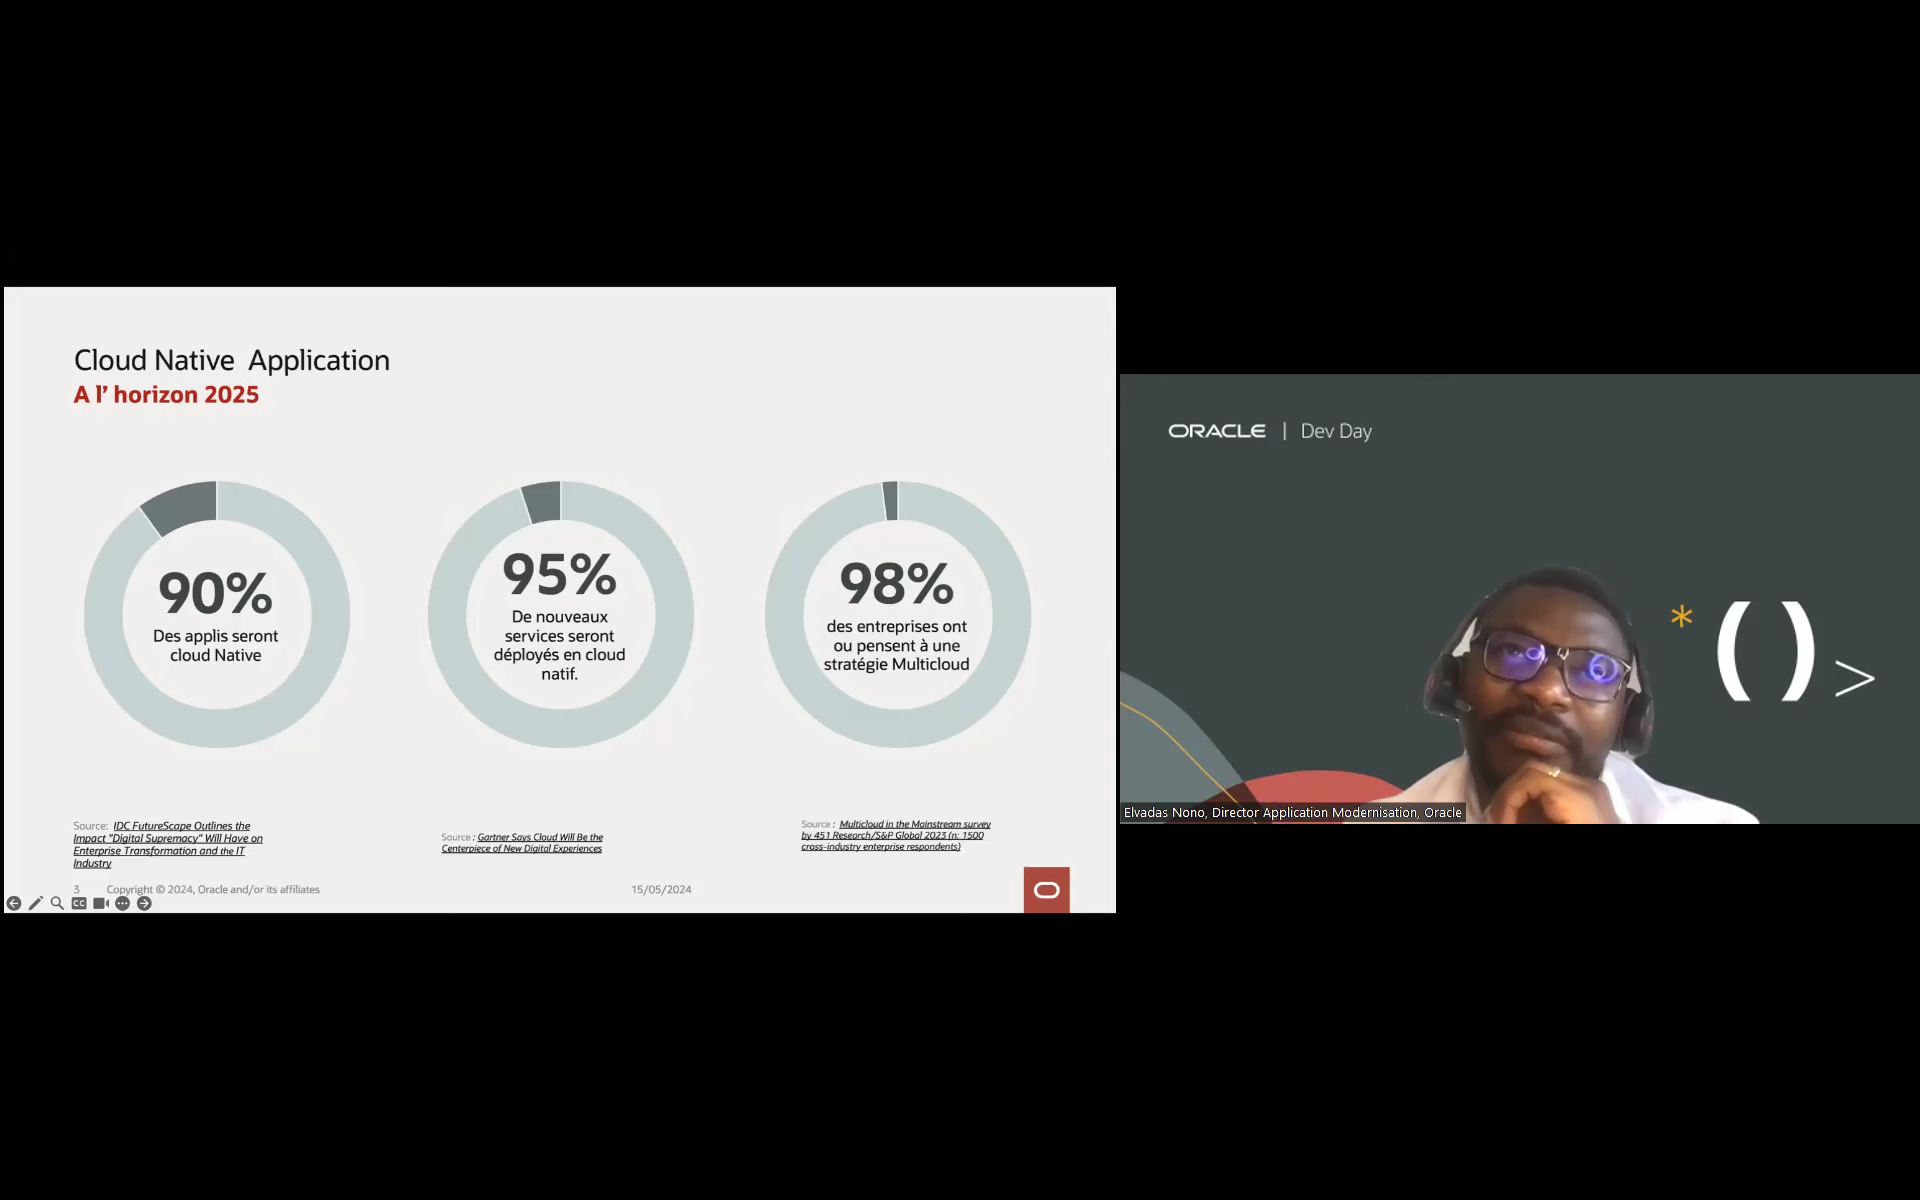 Cloud Native Application
A l' horizon 2025
90%
Des applis seront
cloud Native
95%
De nouveaux
services seront
déployés en cloud
natif.
98%
des entreprises ont
ou pensent à une
stratégie Multicloud
Source: IDC FutureScape Outlines the
Impact "Digital Supremacy" Will Have on
Enterprise Transformation and the IT
Industry
Source : Gartner Says Cloud Will Be the
Centerpiece of New Digital Experiences
Source : Multicloud in the Mainstream survey
by 451 Research/S&P Global 2023 (n: 1500
cross-industry enterprise respondents)
3 Copyright © 2024, Oracle and/or its affiliates 15/05/2024
CC
ORACLE | Dev Day
* ( ) >
Elvadas Nono, Director Application Modernisation, Oracle